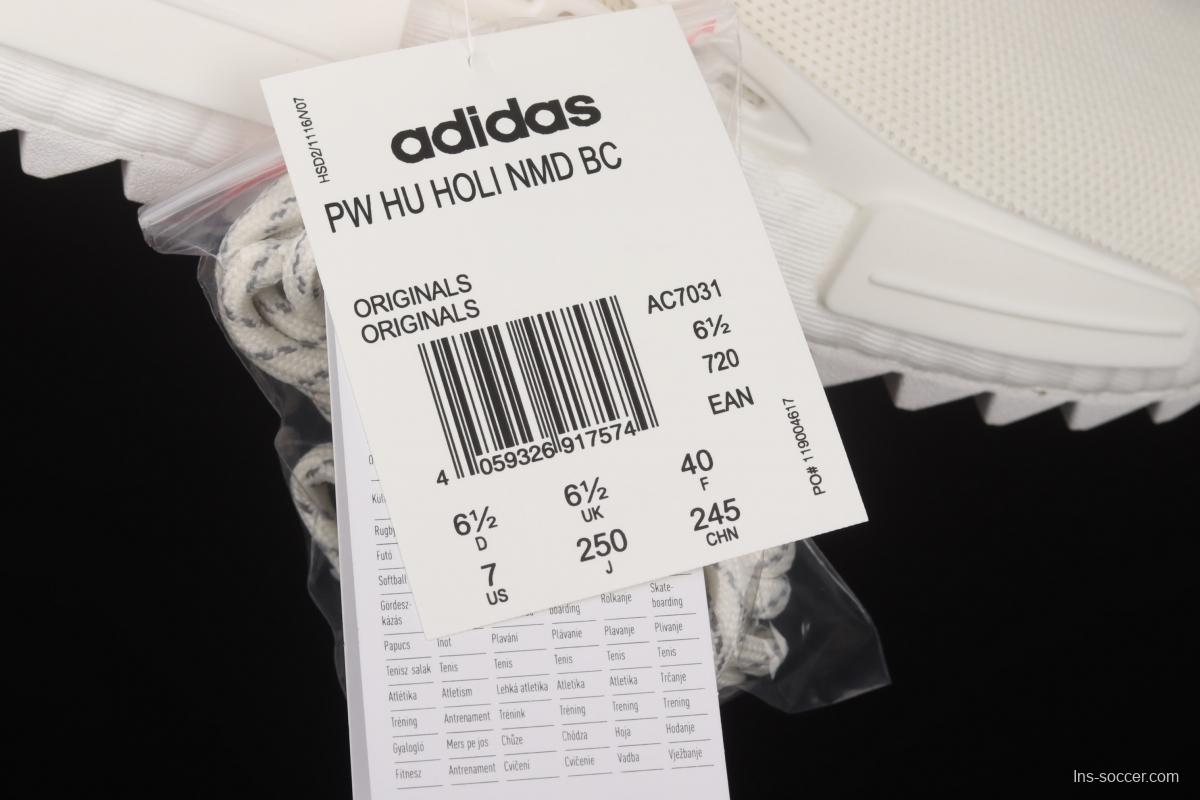 HSD2/1116/V07
adidas
PW HU HOLI NMD BC
ORIGINALS
ORIGINALS
AC7031
6½
720
EAN
4 059326 917574
PO# 119004617
6½ 6½ 40
D UK F
7 250 245
US J CHN
Rugby
Futó
Softball
Gördesz-
kázás boarding Rolkanje Skate-
boarding
Papucs Înot Plavání Plávanie Plavanje Plivanje
Tenisz salak Tenis Tenis Tenis Tenis Tenis
Atlétika Atletism Lehká atletika Atletika Atletika Trčanje
Tréning Antrenament Trénink Tréning Trening Trening
Gyalogló Mers pe jos Chůze Chôdza Hoja Hodanje
Fitnesz Antrenament Cvičení Cvičenie Vadba Vježbanje
lns-soccer.com